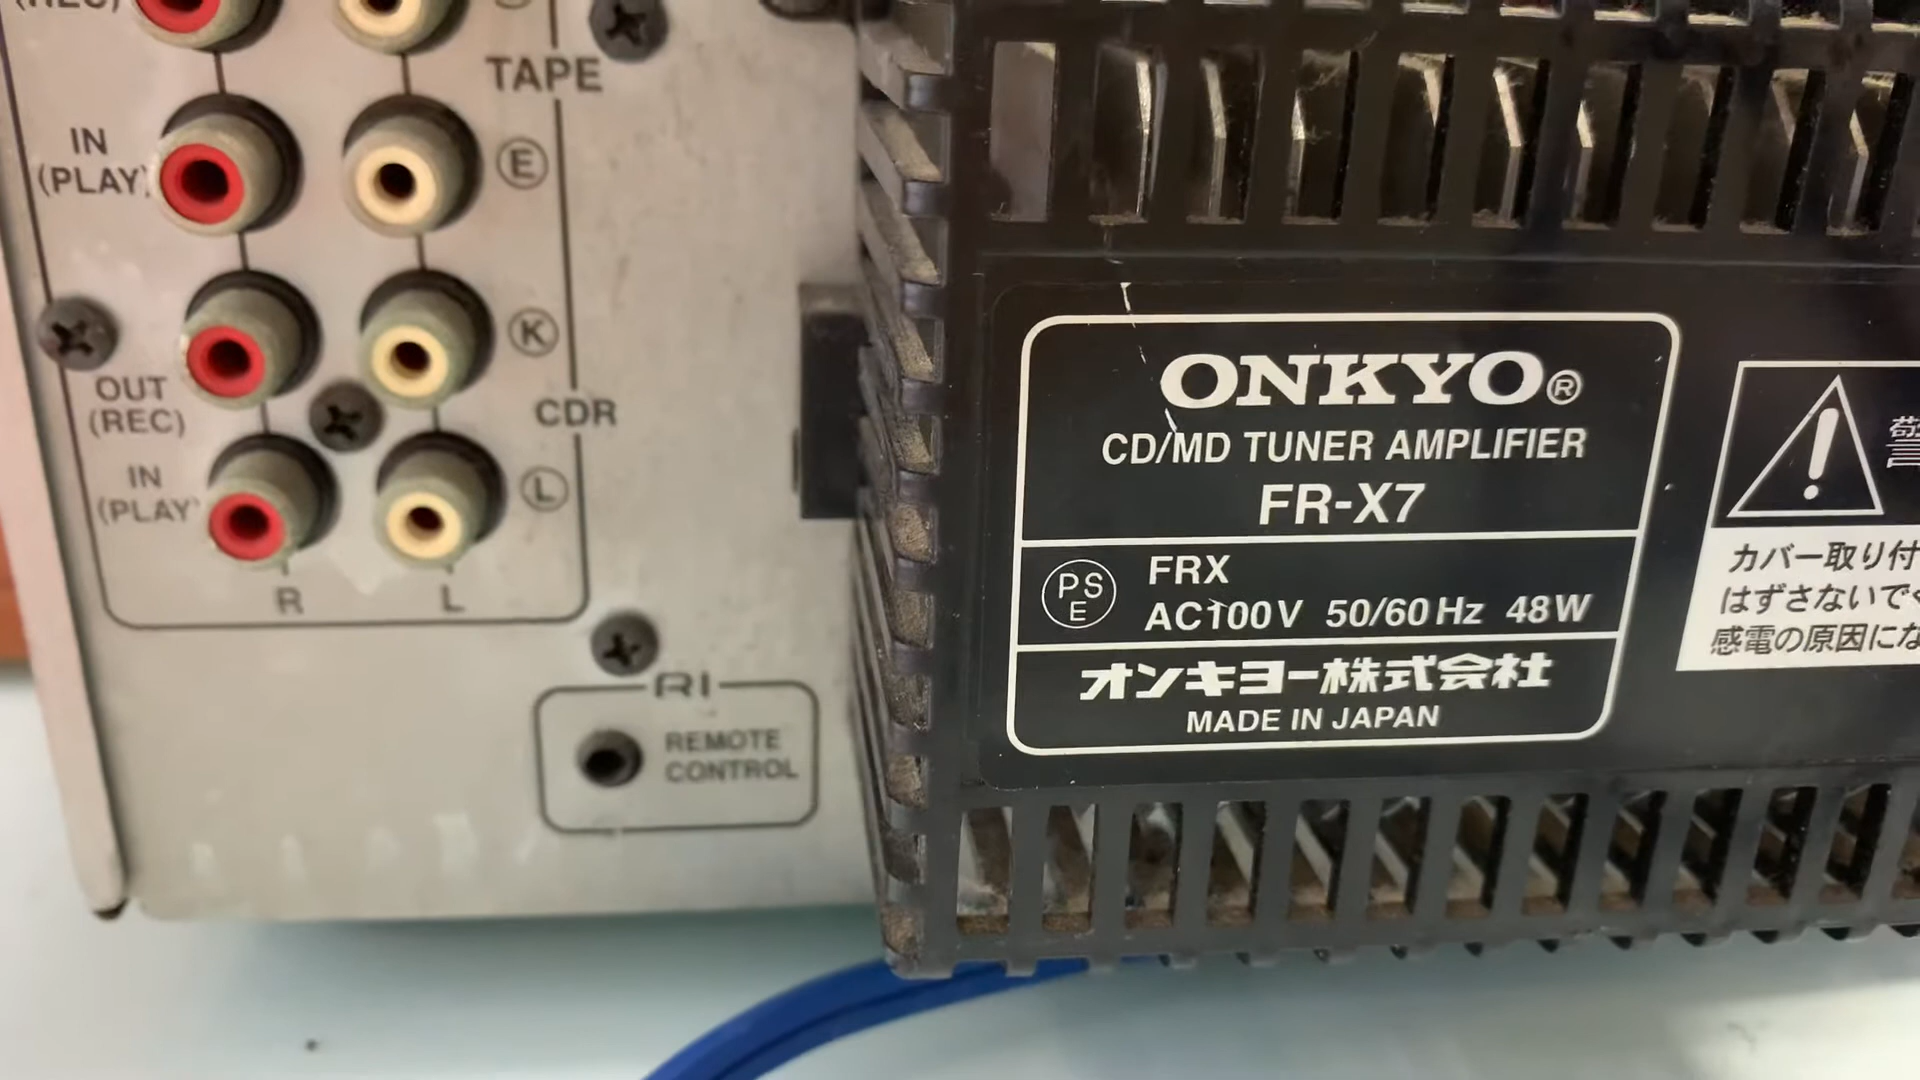 (REC)
TAPE
IN
(PLAY)
E
K
OUT
(REC)
CDR
IN
(PLAY)
L
R L
RI
REMOTE
CONTROL
ONKYO®
CD/MD TUNER AMPLIFIER
FR-X7
PS
E
FRX
AC100V 50/60Hz 48W
オンキヨー株式会社
MADE IN JAPAN
警
カバー取り付
はずさないで
感電の原因にな